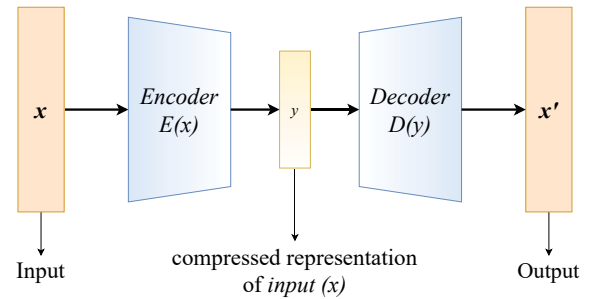 x
Encoder
E(x)
y
Decoder
D(y)
x'
Input
compressed representation
of input (x)
Output